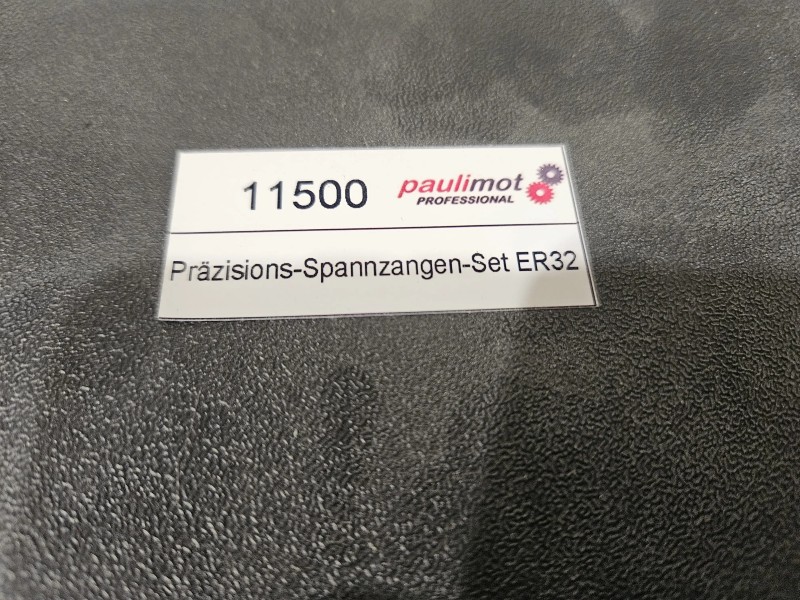 11500 paulimot
PROFESSIONAL
Präzisions-Spannzangen-Set ER32